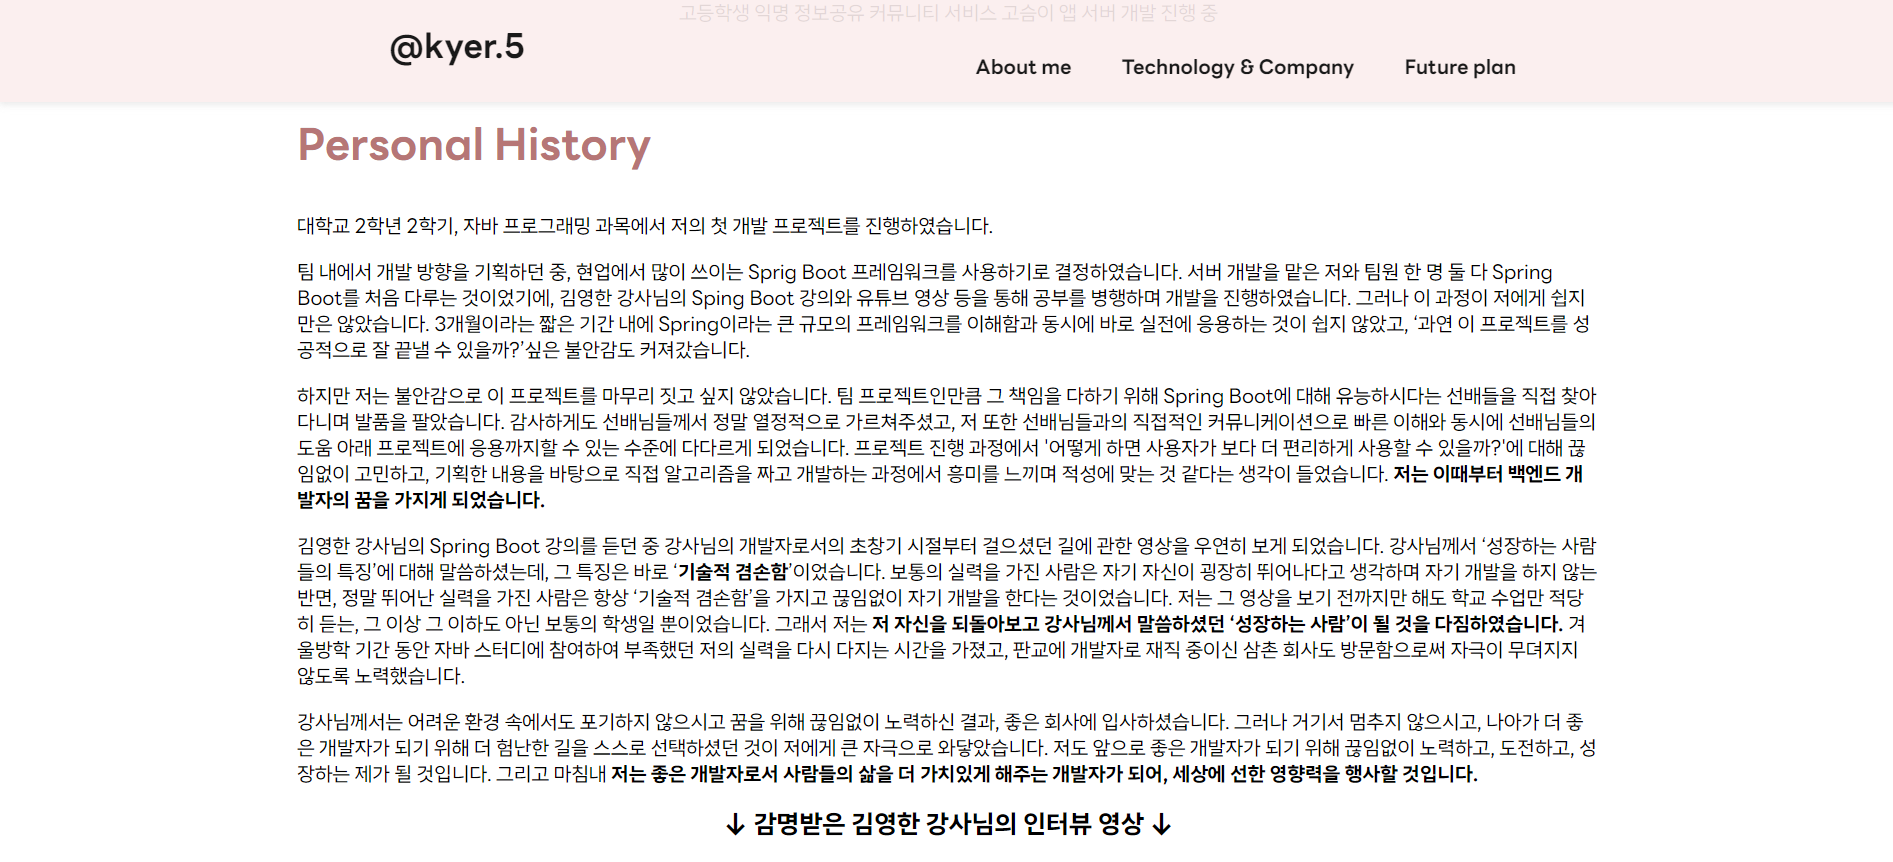 고등학생 익명 정보공유 커뮤니티 서비스 고슴이 앱 서버 개발 진행 중
@kyer.5
About me
Technology & Company
Future plan
Personal History
대학교 2학년 2학기, 자바 프로그래밍 과목에서 저의 첫 개발 프로젝트를 진행하였습니다.
팀 내에서 개발 방향을 기획하던 중, 현업에서 많이 쓰이는 Sprig Boot 프레임워크를 사용하기로 결정하였습니다. 서버 개발을 맡은 저와 팀원 한 명 둘 다 Spring
Boot를 처음 다루는 것이었기에, 김영한 강사님의 Sping Boot 강의와 유튜브 영상 등을 통해 공부를 병행하며 개발을 진행하였습니다. 그러나 이 과정이 저에게 쉽지
만은 않았습니다. 3개월이라는 짧은 기간 내에 Spring이라는 큰 규모의 프레임워크를 이해함과 동시에 바로 실전에 응용하는 것이 쉽지 않았고, ‘과연 이 프로젝트를 성
공적으로 잘 끝낼 수 있을까?’싶은 불안감도 커져갔습니다.
하지만 저는 불안감으로 이 프로젝트를 마무리 짓고 싶지 않았습니다. 팀 프로젝트인만큼 그 책임을 다하기 위해 Spring Boot에 대해 유능하시다는 선배들을 직접 찾아
다니며 발품을 팔았습니다. 감사하게도 선배님들께서 정말 열정적으로 가르쳐주셨고, 저 또한 선배님들과의 직접적인 커뮤니케이션으로 빠른 이해와 동시에 선배님들의
도움 아래 프로젝트에 응용까지할 수 있는 수준에 다다르게 되었습니다. 프로젝트 진행 과정에서 '어떻게 하면 사용자가 보다 더 편리하게 사용할 수 있을까?'에 대해 끊
임없이 고민하고, 기획한 내용을 바탕으로 직접 알고리즘을 짜고 개발하는 과정에서 흥미를 느끼며 적성에 맞는 것 같다는 생각이 들었습니다. 저는 이때부터 백엔드 개
발자의 꿈을 가지게 되었습니다.
김영한 강사님의 Spring Boot 강의를 듣던 중 강사님의 개발자로서의 초창기 시절부터 걸으셨던 길에 관한 영상을 우연히 보게 되었습니다. 강사님께서 ‘성장하는 사람
들의 특징’에 대해 말씀하셨는데, 그 특징은 바로 ‘기술적 겸손함’이었습니다. 보통의 실력을 가진 사람은 자기 자신이 굉장히 뛰어나다고 생각하며 자기 개발을 하지 않는
반면, 정말 뛰어난 실력을 가진 사람은 항상 ‘기술적 겸손함’을 가지고 끊임없이 자기 개발을 한다는 것이었습니다. 저는 그 영상을 보기 전까지만 해도 학교 수업만 적당
히 듣는, 그 이상 그 이하도 아닌 보통의 학생일 뿐이었습니다. 그래서 저는 저 자신을 되돌아보고 강사님께서 말씀하셨던 ‘성장하는 사람’이 될 것을 다짐하였습니다. 겨
울방학 기간 동안 자바 스터디에 참여하여 부족했던 저의 실력을 다시 다지는 시간을 가졌고, 판교에 개발자로 재직 중이신 삼촌 회사도 방문함으로써 자극이 무뎌지지
않도록 노력했습니다.
강사님께서는 어려운 환경 속에서도 포기하지 않으시고 꿈을 위해 끊임없이 노력하신 결과, 좋은 회사에 입사하셨습니다. 그러나 거기서 멈추지 않으시고, 나아가 더 좋
은 개발자가 되기 위해 더 험난한 길을 스스로 선택하셨던 것이 저에게 큰 자극으로 와닿았습니다. 저도 앞으로 좋은 개발자가 되기 위해 끊임없이 노력하고, 도전하고, 성
장하는 제가 될 것입니다. 그리고 마침내 저는 좋은 개발자로서 사람들의 삶을 더 가치있게 해주는 개발자가 되어, 세상에 선한 영향력을 행사할 것입니다.
↓ 감명받은 김영한 강사님의 인터뷰 영상 ↓